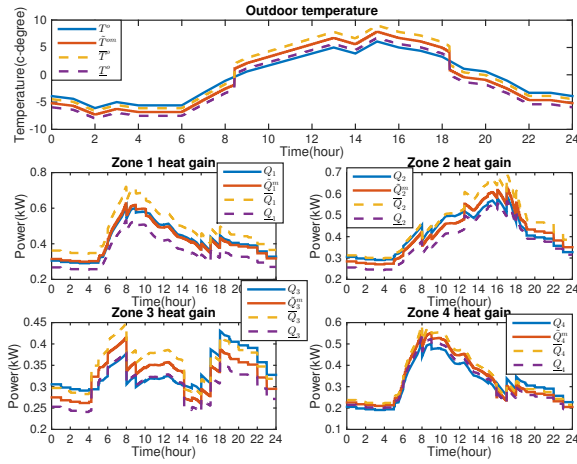 Outdoor temperature
Temperature(c-degree)
10
5
0
-5
-10
T^o
T̃^om
T̅^o
T̲^o
0 2 4 6 8 10 12 14 16 18 20 22 24
Time(hour)
Zone 1 heat gain
Power(kW)
0.8
0.6
0.4
0.2
Q_1
Q̃_1^m
Q̅_1
Q̲_1
0 2 4 6 8 10 12 14 16 18 20 22 24
Time(hour)
Zone 2 heat gain
Power(kW)
0.7
0.6
0.5
0.4
0.3
0.2
Q_2
Q̃_2^m
Q̅_2
Q̲_2
0 2 4 6 8 10 12 14 16 18 20 22 24
Time(hour)
Zone 3 heat gain
Power(kW)
0.45
0.4
0.35
0.3
0.25
0.2
Q_3
Q̃_3^m
Q̅_3
Q̲_3
0 2 4 6 8 10 12 14 16 18 20 22 24
Time(hour)
Zone 4 heat gain
Power(kW)
0.6
0.5
0.4
0.3
0.2
0.1
Q_4
Q̃_4^m
Q̅_4
Q̲_4
0 2 4 6 8 10 12 14 16 18 20 22 24
Time(hour)